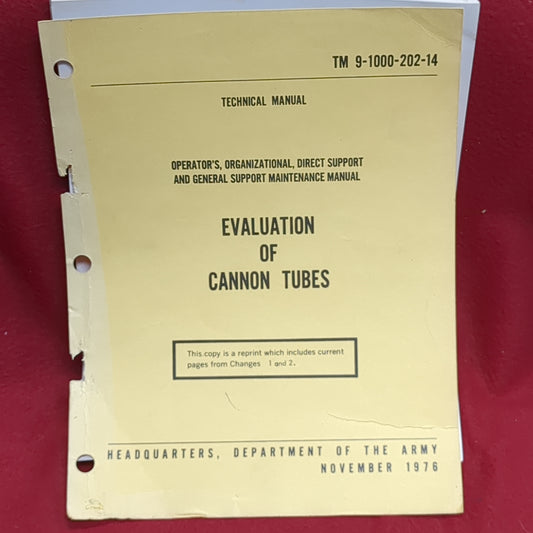 TM 9-1000-202-14
TECHNICAL MANUAL
OPERATOR'S, ORGANIZATIONAL, DIRECT SUPPORT
AND GENERAL SUPPORT MAINTENANCE MANUAL
EVALUATION
OF
CANNON TUBES
This copy is a reprint which includes current
pages from Changes 1 and 2.
HEADQUARTERS, DEPARTMENT OF THE ARMY
NOVEMBER 1976